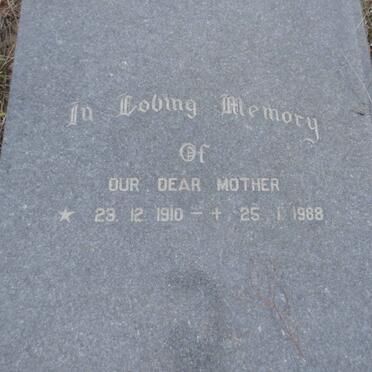 In Loving Memory
Of
OUR DEAR MOTHER
★ 23. 12. 1910 – + 25. 1. 1988